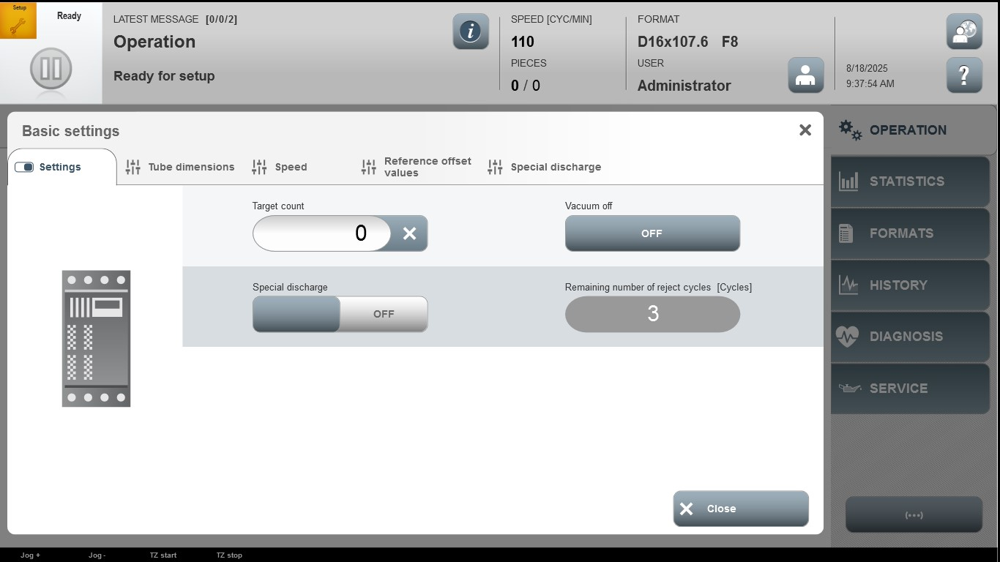 Setup
Ready
LATEST MESSAGE [0/0/2]
Operation
Ready for setup
i
SPEED [CYC/MIN]
110
PIECES
0 / 0
FORMAT
D16x107.6 F8
USER
Administrator
8/18/2025
9:37:54 AM
?
Basic settings
Settings
Tube dimensions
Speed
Reference offset
values
Special discharge
Target count
0
Vacuum off
OFF
Special discharge
OFF
Remaining number of reject cycles [Cycles]
3
Close
OPERATION
STATISTICS
FORMATS
HISTORY
DIAGNOSIS
SERVICE
(•••)
Jog +
Jog -
TZ start
TZ stop